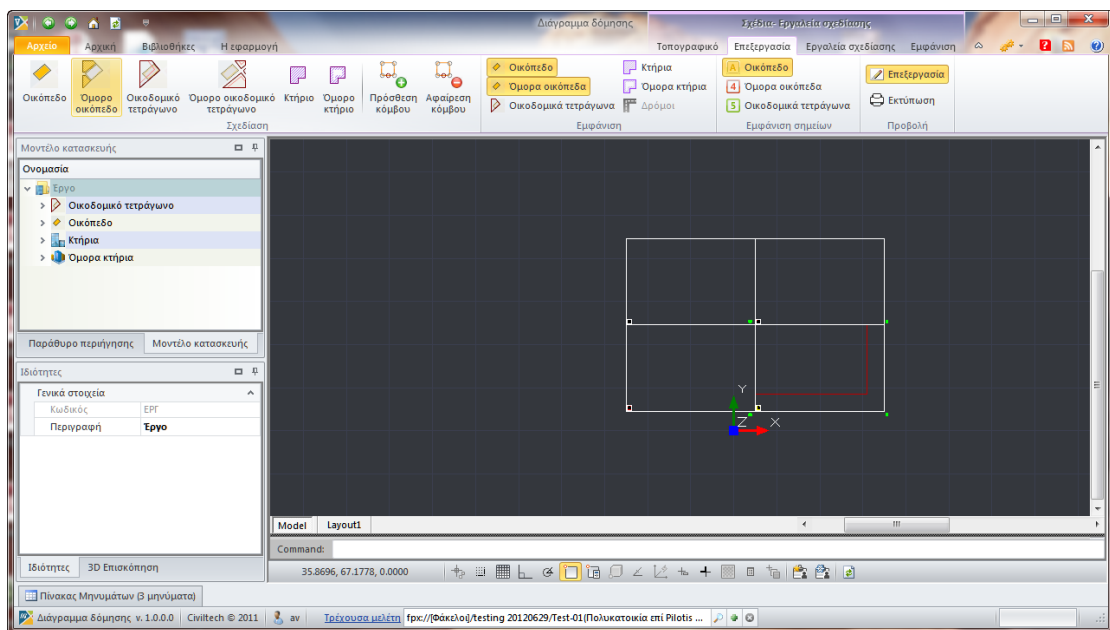 Διάγραμμα δόμησης
Σχέδια - Εργαλεία σχεδίασης
Αρχείο Αρχική Βιβλιοθήκες Η εφαρμογή Τοπογραφικό Επεξεργασία Εργαλεία σχεδίασης Εμφάνιση
Οικόπεδο
Όμορο οικόπεδο
Οικοδομικό τετράγωνο
Όμορο οικοδομικό τετράγωνο
Κτήριο
Όμορο κτήριο
Πρόσθεση κόμβου
Αφαίρεση κόμβου
Σχεδίαση
Οικόπεδο
Όμορα οικόπεδα
Οικοδομικά τετράγωνα
Κτήρια
Όμορα κτήρια
Δρόμοι
Εμφάνιση
A Οικόπεδο
4 Όμορα οικόπεδα
5 Οικοδομικά τετράγωνα
Εμφάνιση σημείων
Επεξεργασία
Εκτύπωση
Προβολή
Μοντέλο κατασκευής
Ονομασία
Έργο
Οικοδομικό τετράγωνο
Οικόπεδο
Κτήρια
Όμορα κτήρια
Παράθυρο περιήγησης Μοντέλο κατασκευής
Ιδιότητες
Γενικά στοιχεία
Κωδικός ΕΡΓ
Περιγραφή Έργο
Ιδιότητες 3D Επισκόπηση
Y
Z X
Model Layout1
Command:
35.8696, 67.1778, 0.0000
Πίνακας Μηνυμάτων (3 μηνύματα)
Διάγραμμα δόμησης v. 1.0.0.0 Civiltech © 2011 av Τρέχουσα μελέτη fpx://[Φάκελοι]/testing 20120629/Test-01(Πολυκατοικία επί Pilotis ...